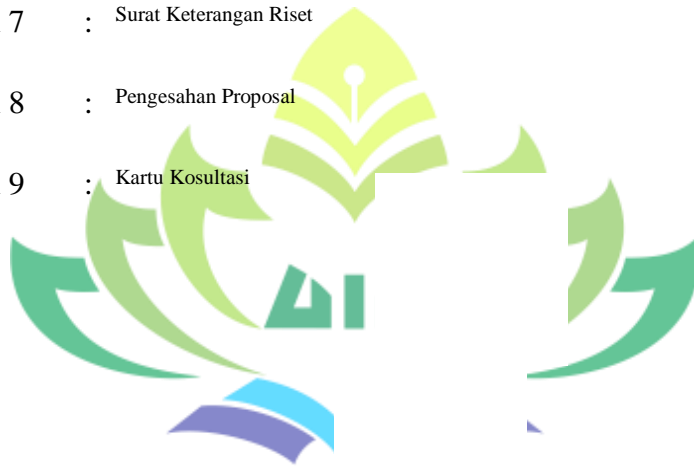 7 : Surat Keterangan Riset
8 : Pengesahan Proposal
9 : Kartu Kosultasi